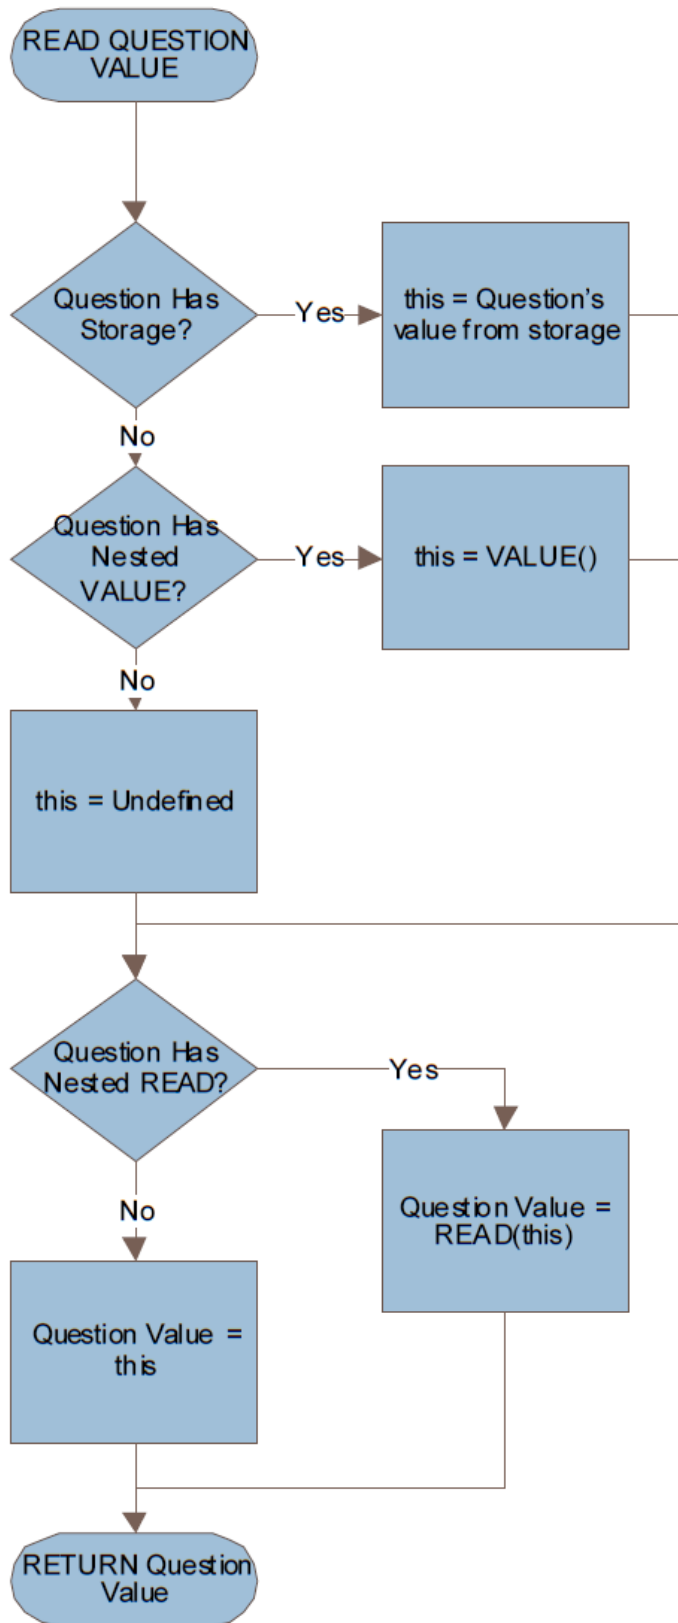 READ QUESTION
VALUE
Question Has
Storage?
Yes
this = Question's
value from storage
No
Question Has
Nested
VALUE?
Yes
this = VALUE()
No
this = Undefined
Question Has
Nested READ?
Yes
Question Value =
READ(this)
No
Question Value =
this
RETURN Question
Value